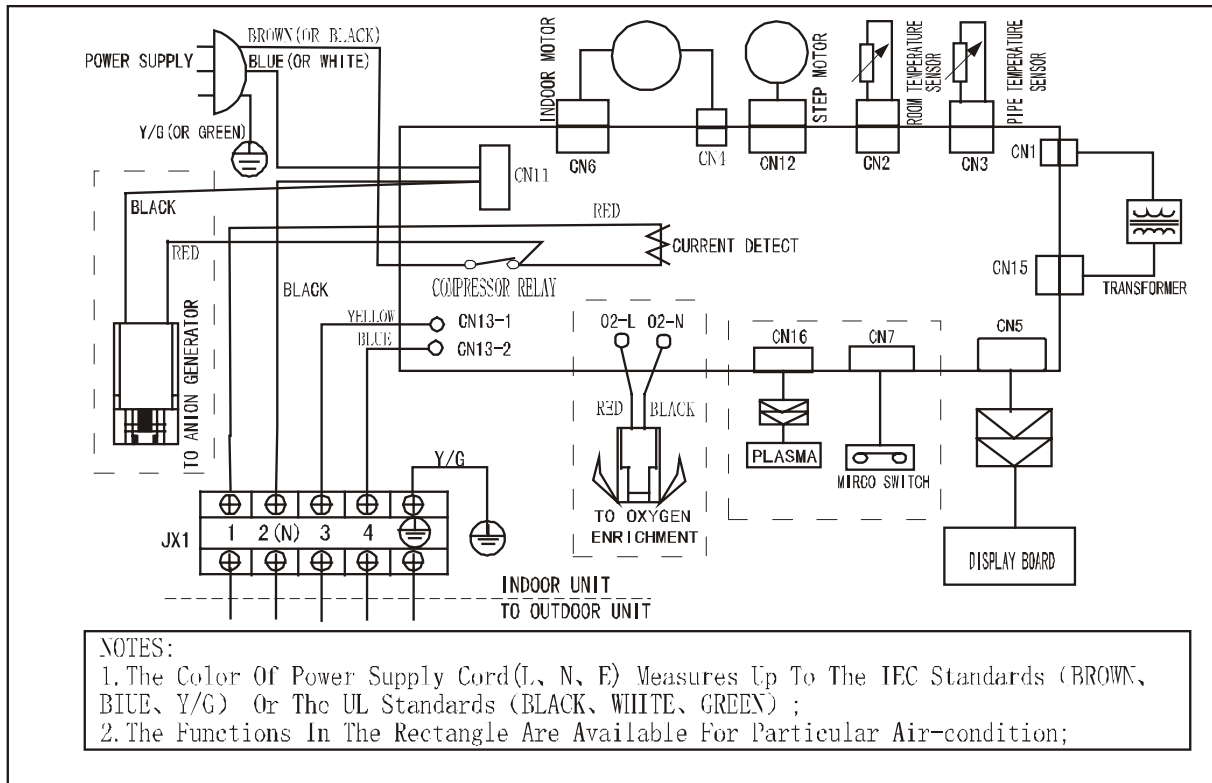 BROWN(OR BLACK)
POWER SUPPLY
BLUE(OR WHITE)
Y/G(OR GREEN)
INDOOR MOTOR
STEP MOTOR
ROOM TEMPERATURE
SENSOR
PIPE TEMPERATURE
SENSOR
CN6
CN4
CN12
CN2
CN3
CN1
CN11
BLACK
RED
RED
CURRENT DETECT
CN15
TRANSFORMER
BLACK
COMPRESSOR RELAY
YELLOW
CN13-1
BLUE
CN13-2
O2-L O2-N
CN16
CN7
CN5
TO ANION GENERATOR
RED
BLACK
PLASMA
MIRCO SWITCH
Y/G
TO OXYGEN
ENRICHMENT
JX1
1 2(N) 3 4
DISPLAY BOARD
INDOOR UNIT
TO OUTDOOR UNIT
NOTES:
1.The Color Of Power Supply Cord(L、N、E) Measures Up To The IEC Standards (BROWN、
BLUE、Y/G) Or The UL Standards (BLACK、WHITE、GREEN) ;
2.The Functions In The Rectangle Are Available For Particular Air-condition;